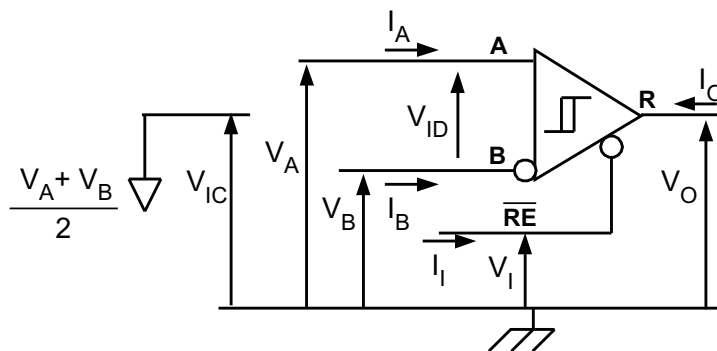 I_A
A
I_O
R
V_ID
V_A
B
V_A + V_B
2
V_IC
V_B
I_B
RE
V_O
I_I
V_I